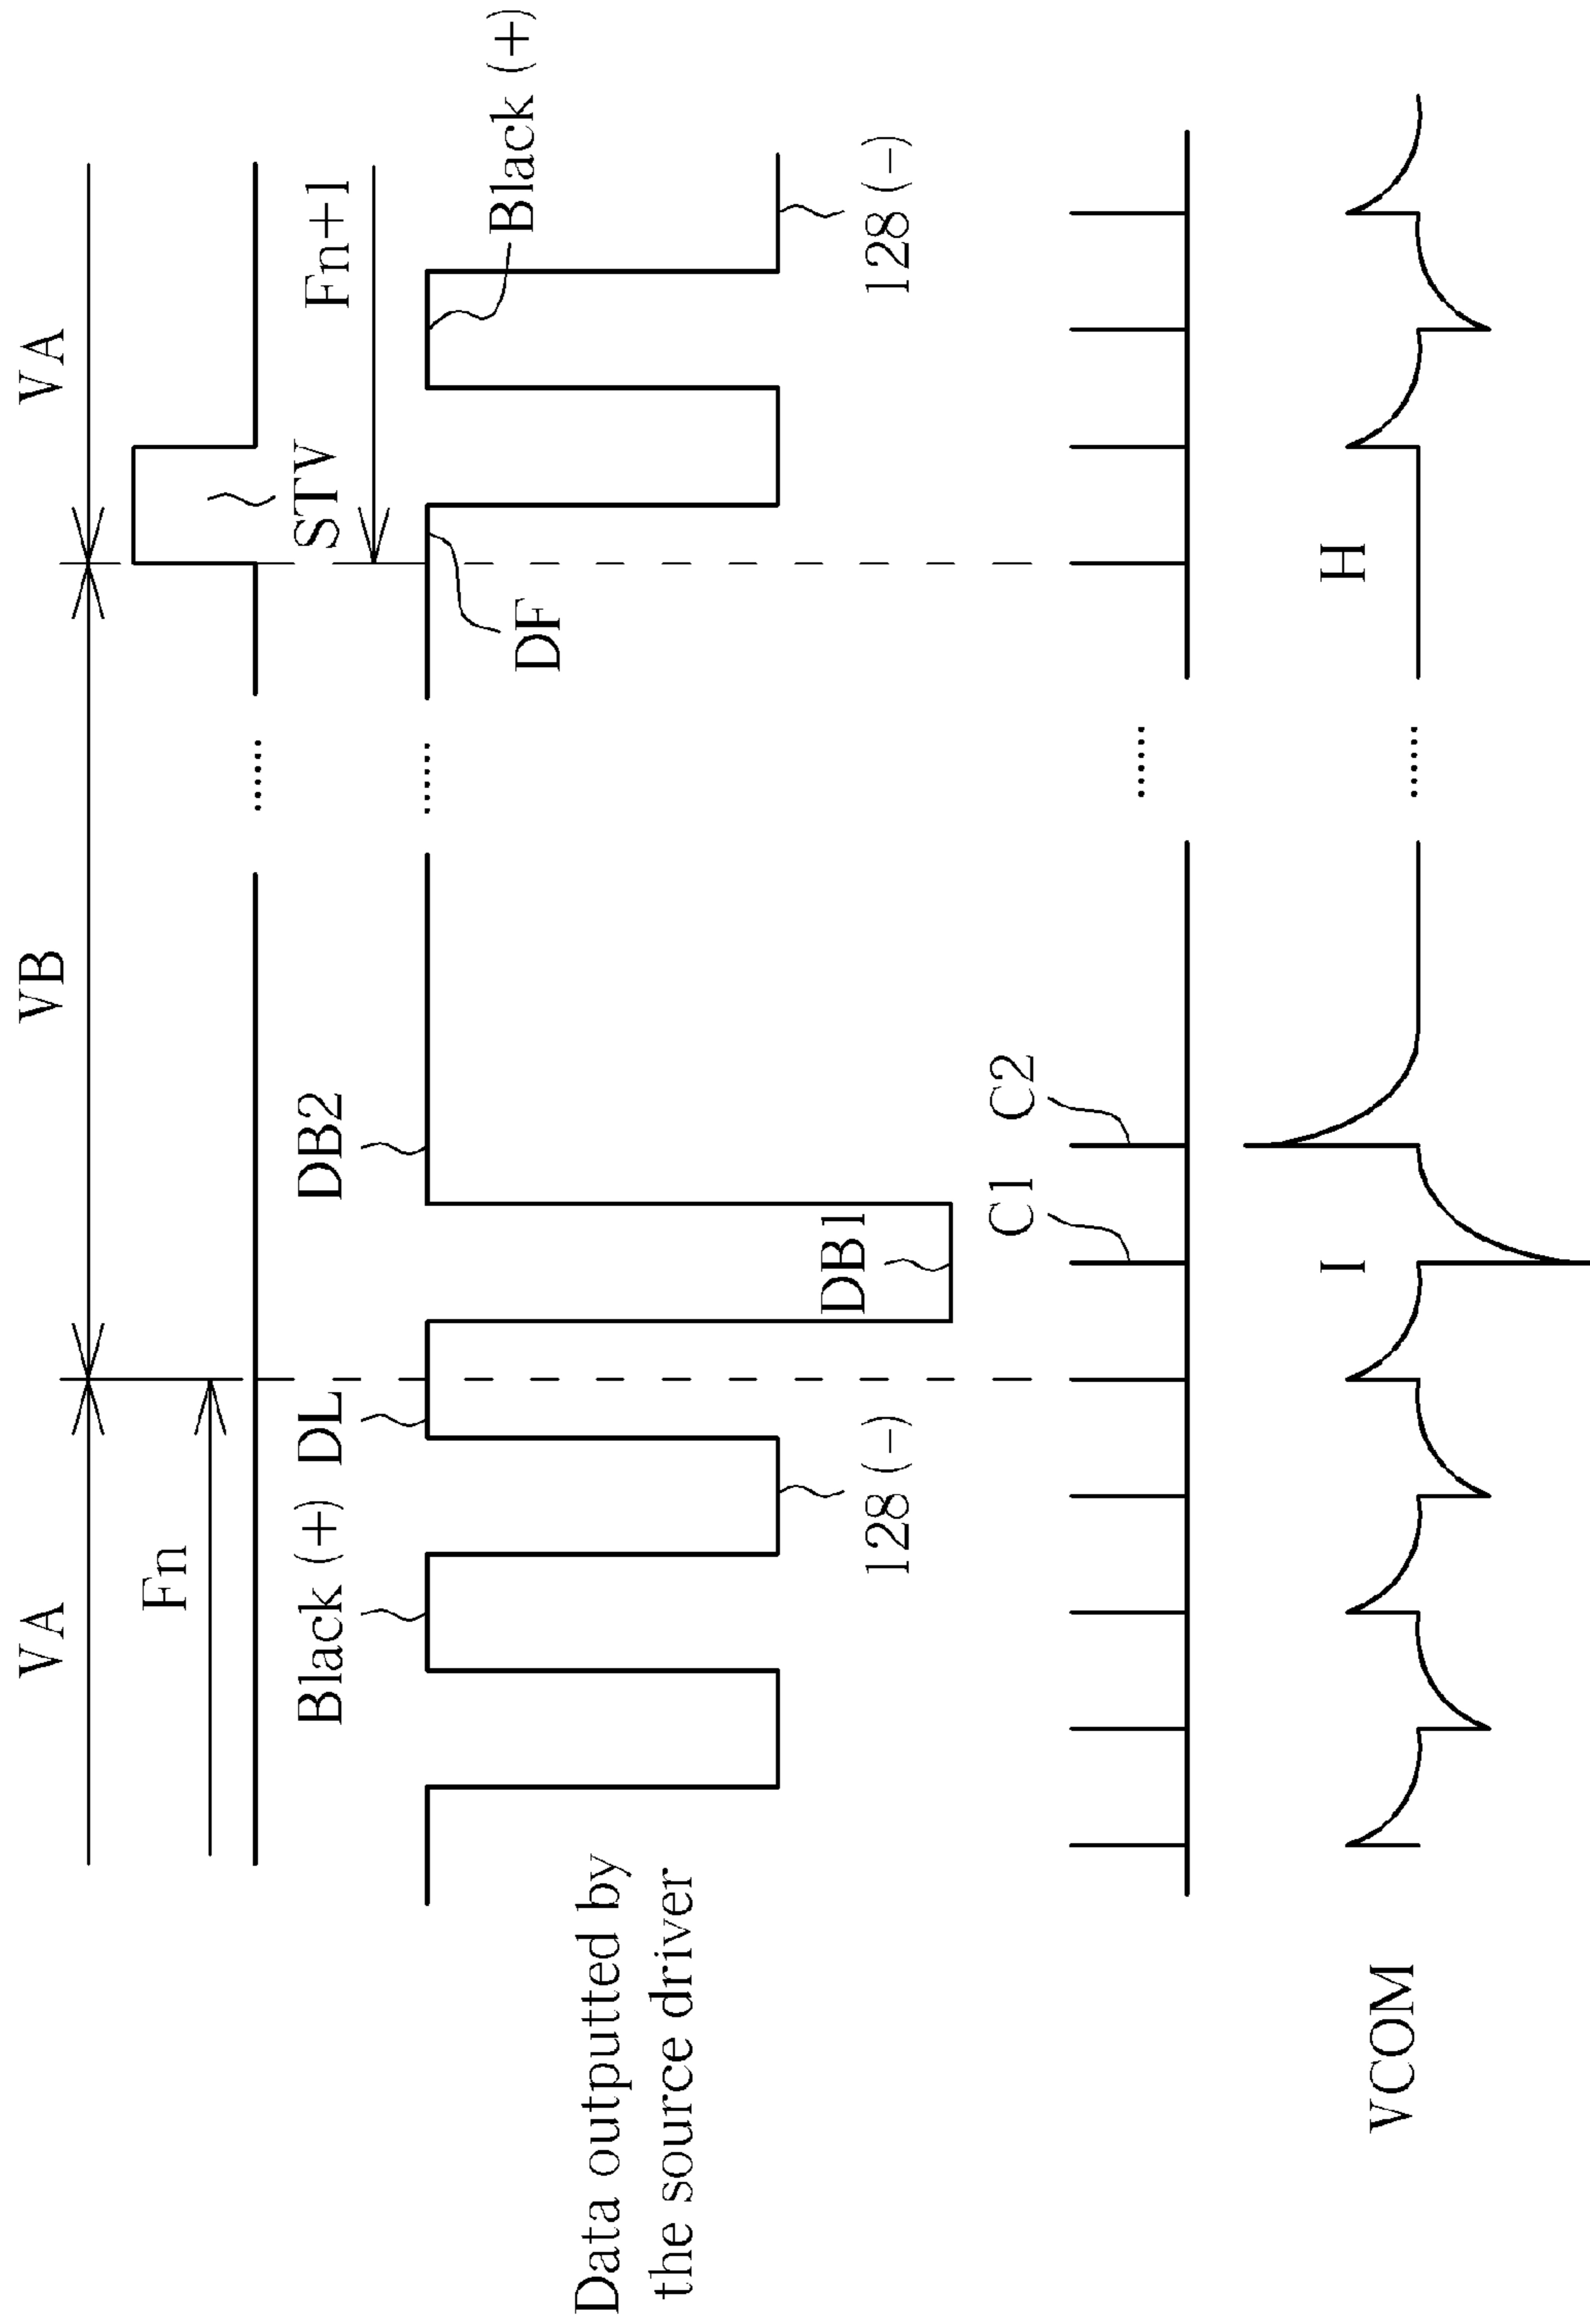 VA
VB
VA
Fn
STV
Fn+1
Black (+)
DL
DB2
DF
Black (+)
Data outputted by
the source driver
128 (−)
DB1
128 (−)
C1
C2
I
H
VCOM